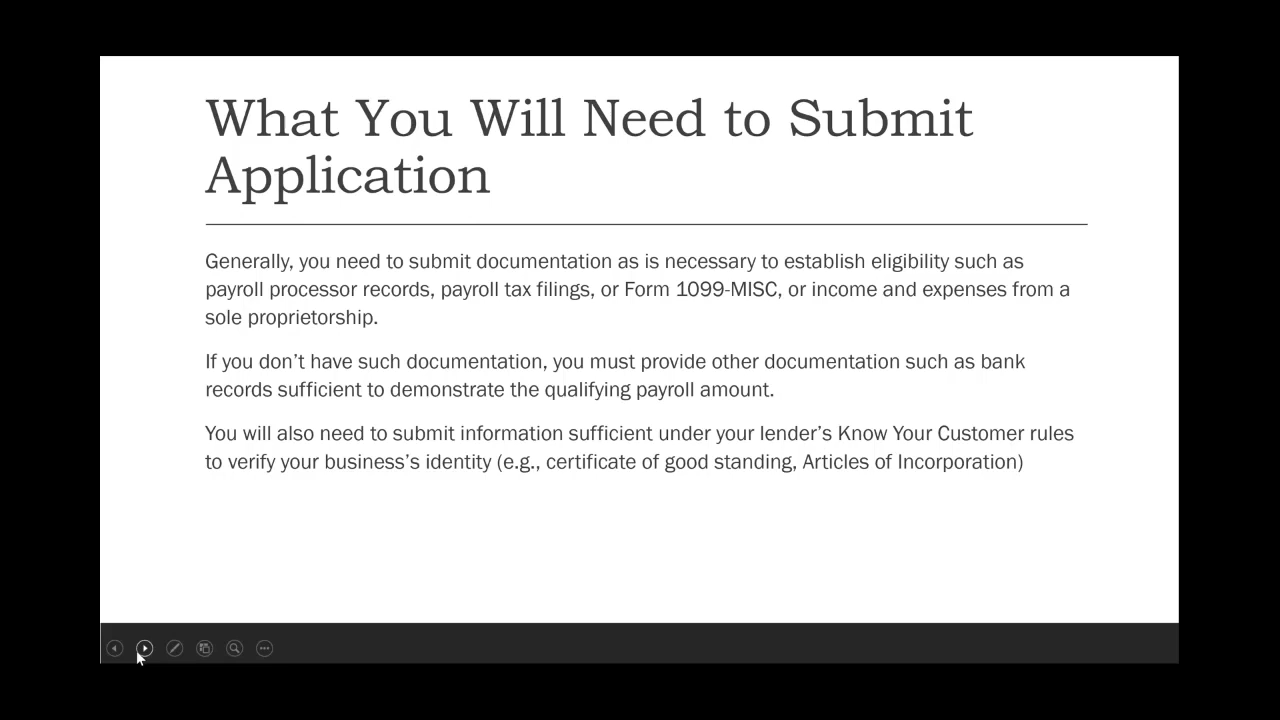 What You Will Need to Submit
Application
Generally, you need to submit documentation as is necessary to establish eligibility such as
payroll processor records, payroll tax filings, or Form 1099-MISC, or income and expenses from a
sole proprietorship.
If you don’t have such documentation, you must provide other documentation such as bank
records sufficient to demonstrate the qualifying payroll amount.
You will also need to submit information sufficient under your lender’s Know Your Customer rules
to verify your business’s identity (e.g., certificate of good standing, Articles of Incorporation)